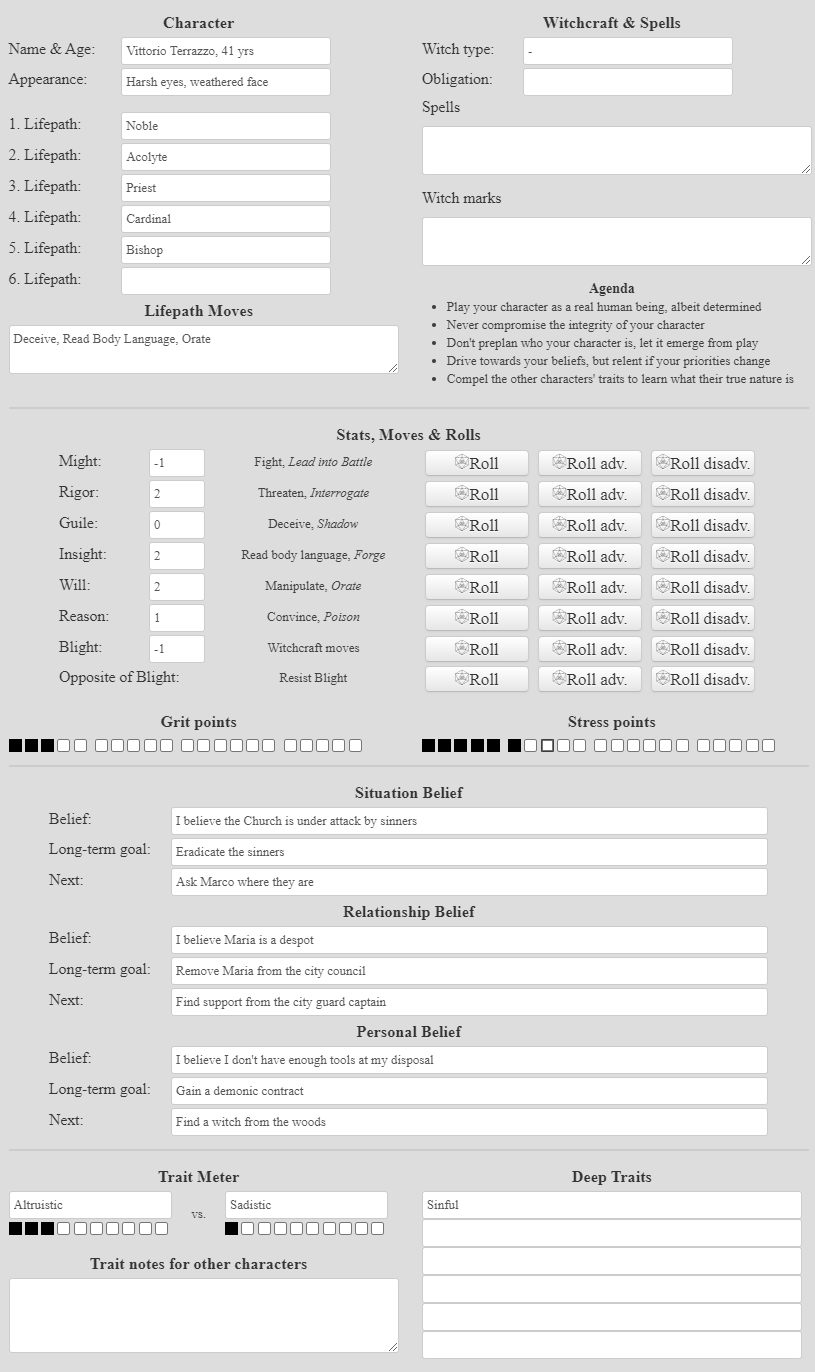 Character
Name & Age: Vittorio Terrazzo, 41 yrs
Appearance: Harsh eyes, weathered face
1. Lifepath: Noble
2. Lifepath: Acolyte
3. Lifepath: Priest
4. Lifepath: Cardinal
5. Lifepath: Bishop
6. Lifepath:
Lifepath Moves
Deceive, Read Body Language, Orate
Witchcraft & Spells
Witch type: -
Obligation:
Spells
Witch marks
Agenda
• Play your character as a real human being, albeit determined
• Never compromise the integrity of your character
• Don't preplan who your character is, let it emerge from play
• Drive towards your beliefs, but relent if your priorities change
• Compel the other characters' traits to learn what their true nature is
Stats, Moves & Rolls
Might: -1 Fight, Lead into Battle Roll Roll adv. Roll disadv.
Rigor: 2 Threaten, Interrogate Roll Roll adv. Roll disadv.
Guile: 0 Deceive, Shadow Roll Roll adv. Roll disadv.
Insight: 2 Read body language, Forge Roll Roll adv. Roll disadv.
Will: 2 Manipulate, Orate Roll Roll adv. Roll disadv.
Reason: 1 Convince, Poison Roll Roll adv. Roll disadv.
Blight: -1 Witchcraft moves Roll Roll adv. Roll disadv.
Opposite of Blight: Resist Blight Roll Roll adv. Roll disadv.
Grit points
Stress points
Situation Belief
Belief: I believe the Church is under attack by sinners
Long-term goal: Eradicate the sinners
Next: Ask Marco where they are
Relationship Belief
Belief: I believe Maria is a despot
Long-term goal: Remove Maria from the city council
Next: Find support from the city guard captain
Personal Belief
Belief: I believe I don't have enough tools at my disposal
Long-term goal: Gain a demonic contract
Next: Find a witch from the woods
Trait Meter
Altruistic vs. Sadistic
Trait notes for other characters
Deep Traits
Sinful